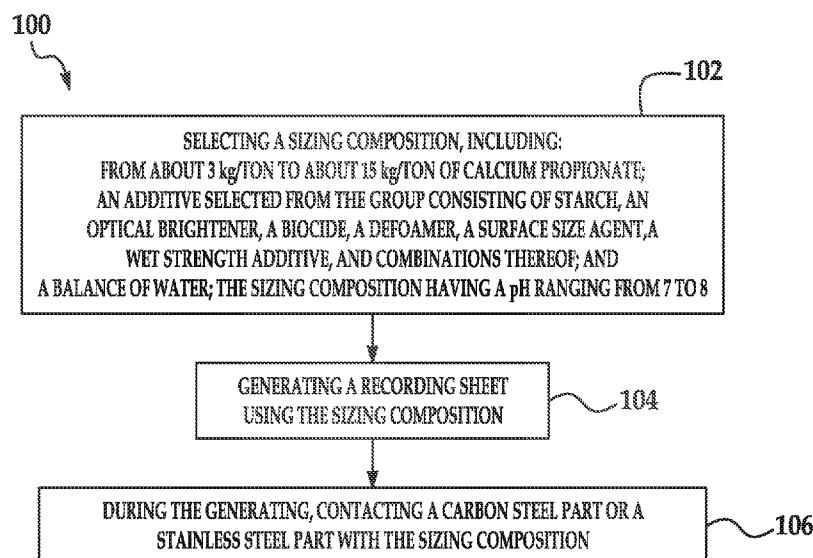 100
102
SELECTING A SIZING COMPOSITION, INCLUDING:
FROM ABOUT 3 kg/TON TO ABOUT 15 kg/TON OF CALCIUM PROPIONATE;
AN ADDITIVE SELECTED FROM THE GROUP CONSISTING OF STARCH, AN
OPTICAL BRIGHTENER, A BIOCIDE, A DEFOAMER, A SURFACE SIZE AGENT,A
WET STRENGTH ADDITIVE, AND COMBINATIONS THEREOF; AND
A BALANCE OF WATER; THE SIZING COMPOSITION HAVING A pH RANGING FROM 7 TO 8
GENERATING A RECORDING SHEET
USING THE SIZING COMPOSITION
104
DURING THE GENERATING, CONTACTING A CARBON STEEL PART OR A
STAINLESS STEEL PART WITH THE SIZING COMPOSITION
106